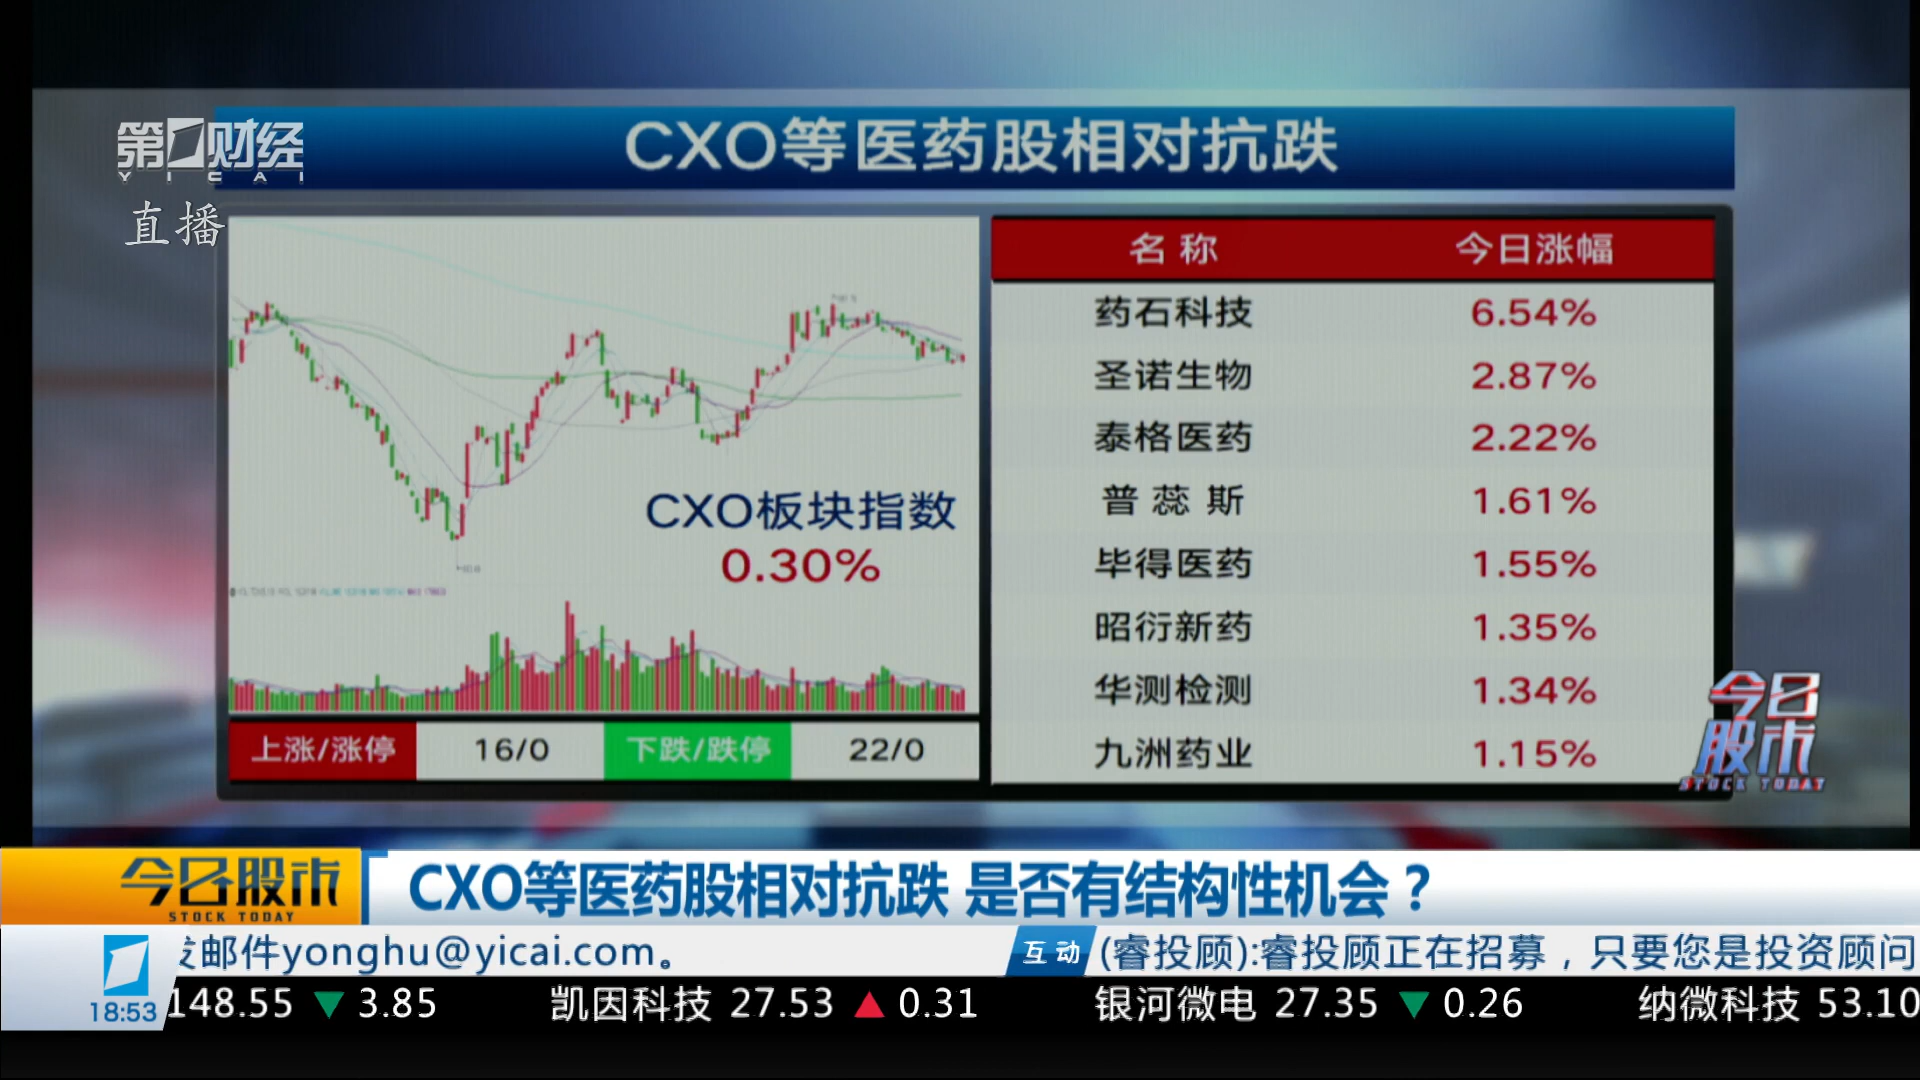 第1财经
YICAI
直播
CXO等医药股相对抗跌
名称 今日涨幅
药石科技 6.54%
圣诺生物 2.87%
泰格医药 2.22%
普蕊斯 1.61%
毕得医药 1.55%
昭衍新药 1.35%
华测检测 1.34%
九洲药业 1.15%
CXO板块指数
0.30%
上涨/涨停 16/0 下跌/跌停 22/0
今日股市
STOCK TODAY
今日股市
STOCK TODAY
CXO等医药股相对抗跌 是否有结构性机会？
发邮件yonghu@yicai.com。 互动 (睿投顾):睿投顾正在招募，只要您是投资顾问
18:53
148.55 ▼ 3.85 凯因科技 27.53 ▲ 0.31 银河微电 27.35 ▼ 0.26 纳微科技 53.10